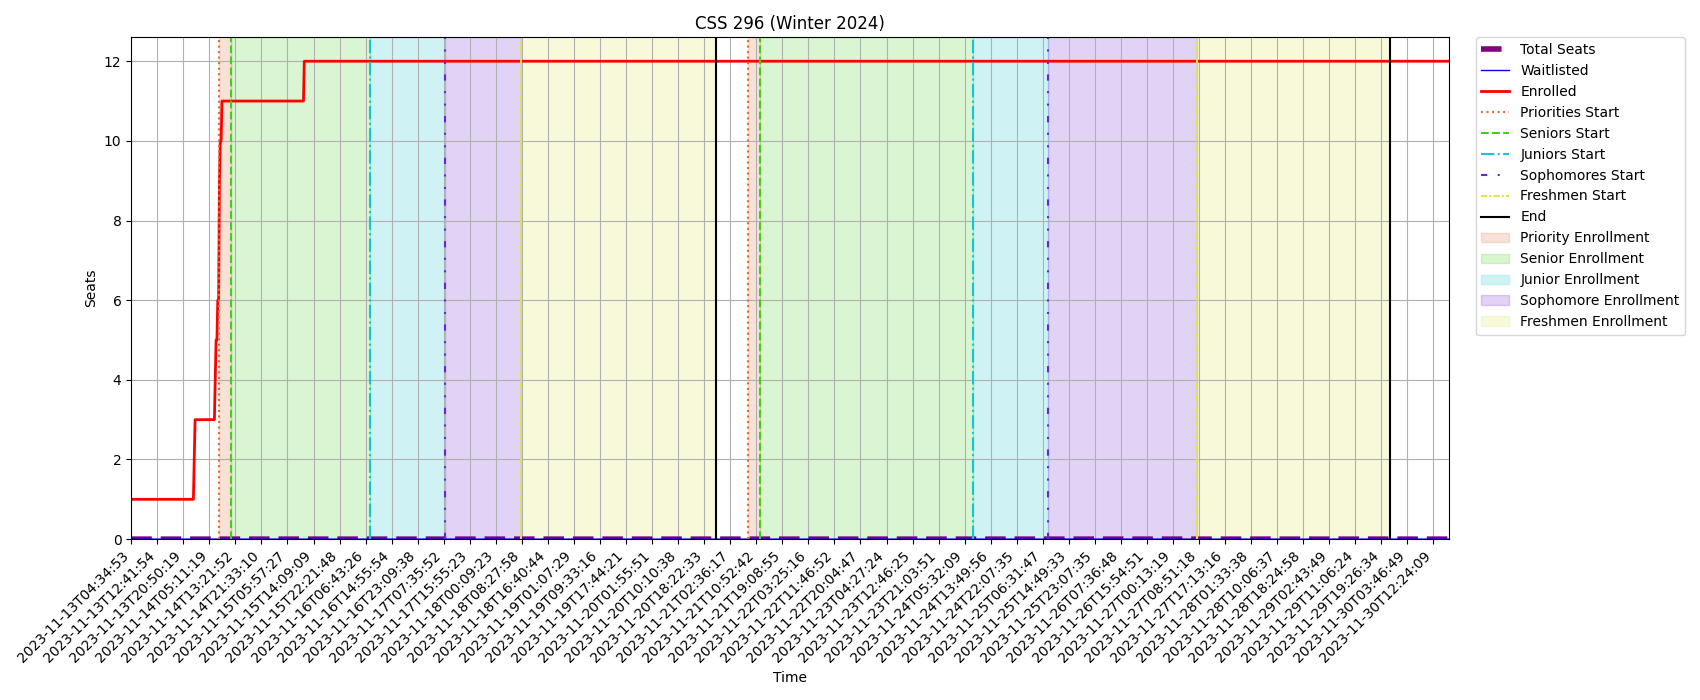 CSS 296 (Winter 2024)
Seats
12
10
8
6
4
2
0
2023-11-13T04:34:53
2023-11-13T12:41:54
2023-11-13T20:50:19
2023-11-14T05:11:19
2023-11-14T13:21:52
2023-11-14T21:33:10
2023-11-15T05:57:27
2023-11-15T14:09:09
2023-11-15T22:21:48
2023-11-16T06:43:26
2023-11-16T14:55:54
2023-11-16T23:09:38
2023-11-17T07:35:52
2023-11-17T15:55:23
2023-11-18T00:09:23
2023-11-18T08:27:58
2023-11-18T16:40:44
2023-11-19T01:07:29
2023-11-19T09:33:16
2023-11-19T17:44:21
2023-11-20T01:55:51
2023-11-20T10:10:38
2023-11-20T18:22:33
2023-11-21T02:36:17
2023-11-21T10:52:42
2023-11-21T19:08:55
2023-11-22T03:25:16
2023-11-22T11:46:52
2023-11-22T20:04:47
2023-11-23T04:27:24
2023-11-23T12:46:25
2023-11-23T21:03:51
2023-11-24T05:32:09
2023-11-24T13:49:56
2023-11-24T22:07:35
2023-11-25T06:31:47
2023-11-25T14:49:33
2023-11-25T23:07:35
2023-11-26T07:36:48
2023-11-26T15:54:51
2023-11-27T00:13:19
2023-11-27T08:51:18
2023-11-27T17:13:16
2023-11-28T01:33:38
2023-11-28T10:06:37
2023-11-28T18:24:58
2023-11-29T02:43:49
2023-11-29T11:06:24
2023-11-29T19:26:34
2023-11-30T03:46:49
2023-11-30T12:24:09
Time
Total Seats
Waitlisted
Enrolled
Priorities Start
Seniors Start
Juniors Start
Sophomores Start
Freshmen Start
End
Priority Enrollment
Senior Enrollment
Junior Enrollment
Sophomore Enrollment
Freshmen Enrollment